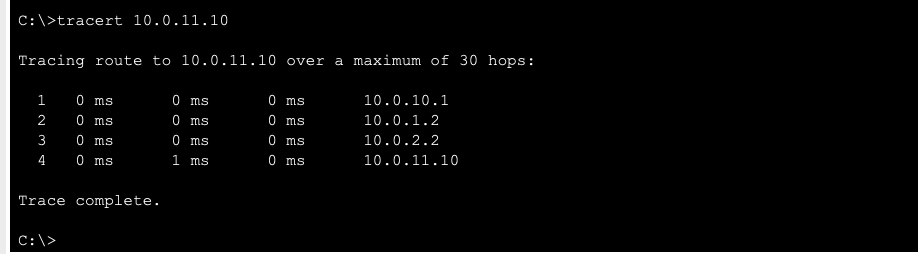 C:\>tracert 10.0.11.10
Tracing route to 10.0.11.10 over a maximum of 30 hops:
1 0 ms 0 ms 0 ms 10.0.10.1
2 0 ms 0 ms 0 ms 10.0.1.2
3 0 ms 0 ms 0 ms 10.0.2.2
4 0 ms 1 ms 0 ms 10.0.11.10
Trace complete.
C:\>